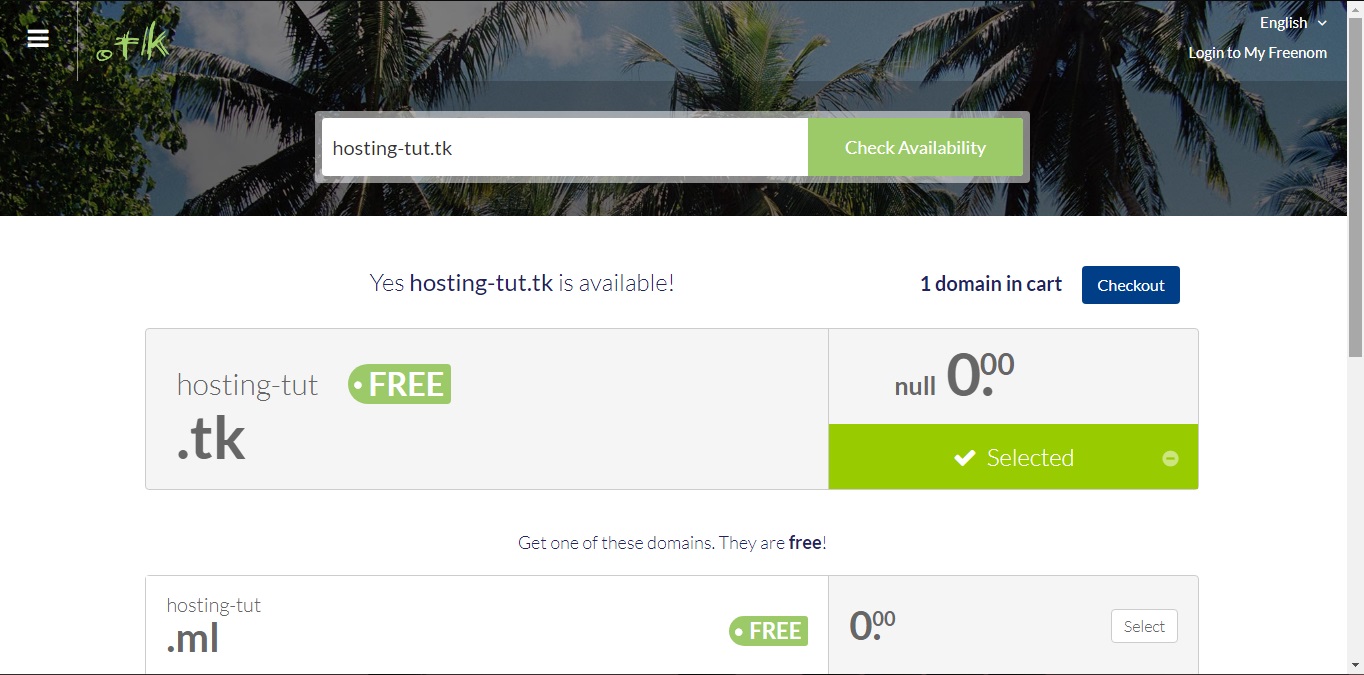 .tk
English
Login to My Freenom
hosting-tut.tk
Check Availability
Yes hosting-tut.tk is available!
1 domain in cart
Checkout
hosting-tut
FREE
.tk
null 0.00
Selected
Get one of these domains. They are free!
hosting-tut
.ml
FREE
0.00
Select